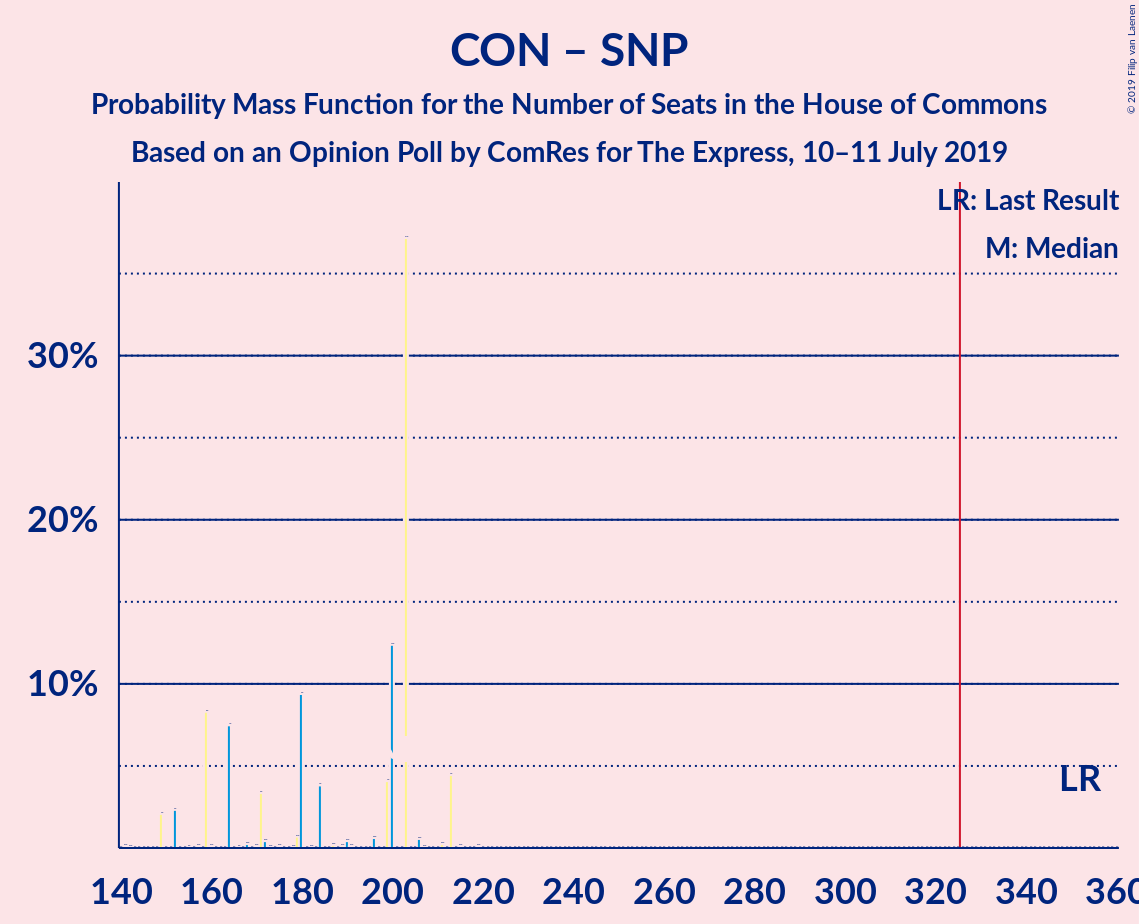 CON – SNP
Probability Mass Function for the Number of Seats in the House of Commons
Based on an Opinion Poll by ComRes for The Express, 10–11 July 2019
© 2019 Filip van Laenen
LR: Last Result
M: Median
30%
20%
10%
LR
140 160 180 200 220 240 260 280 300 320 340 360